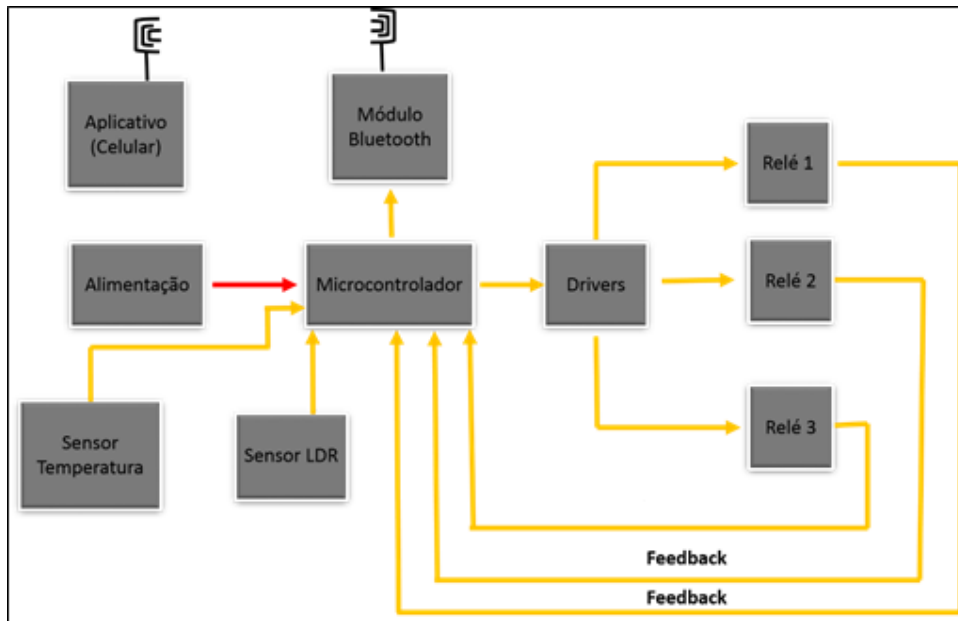 Aplicativo
(Celular)
Módulo
Bluetooth
Relé 1
Alimentação
Microcontrolador
Drivers
Relé 2
Sensor
Temperatura
Sensor LDR
Relé 3
Feedback
Feedback